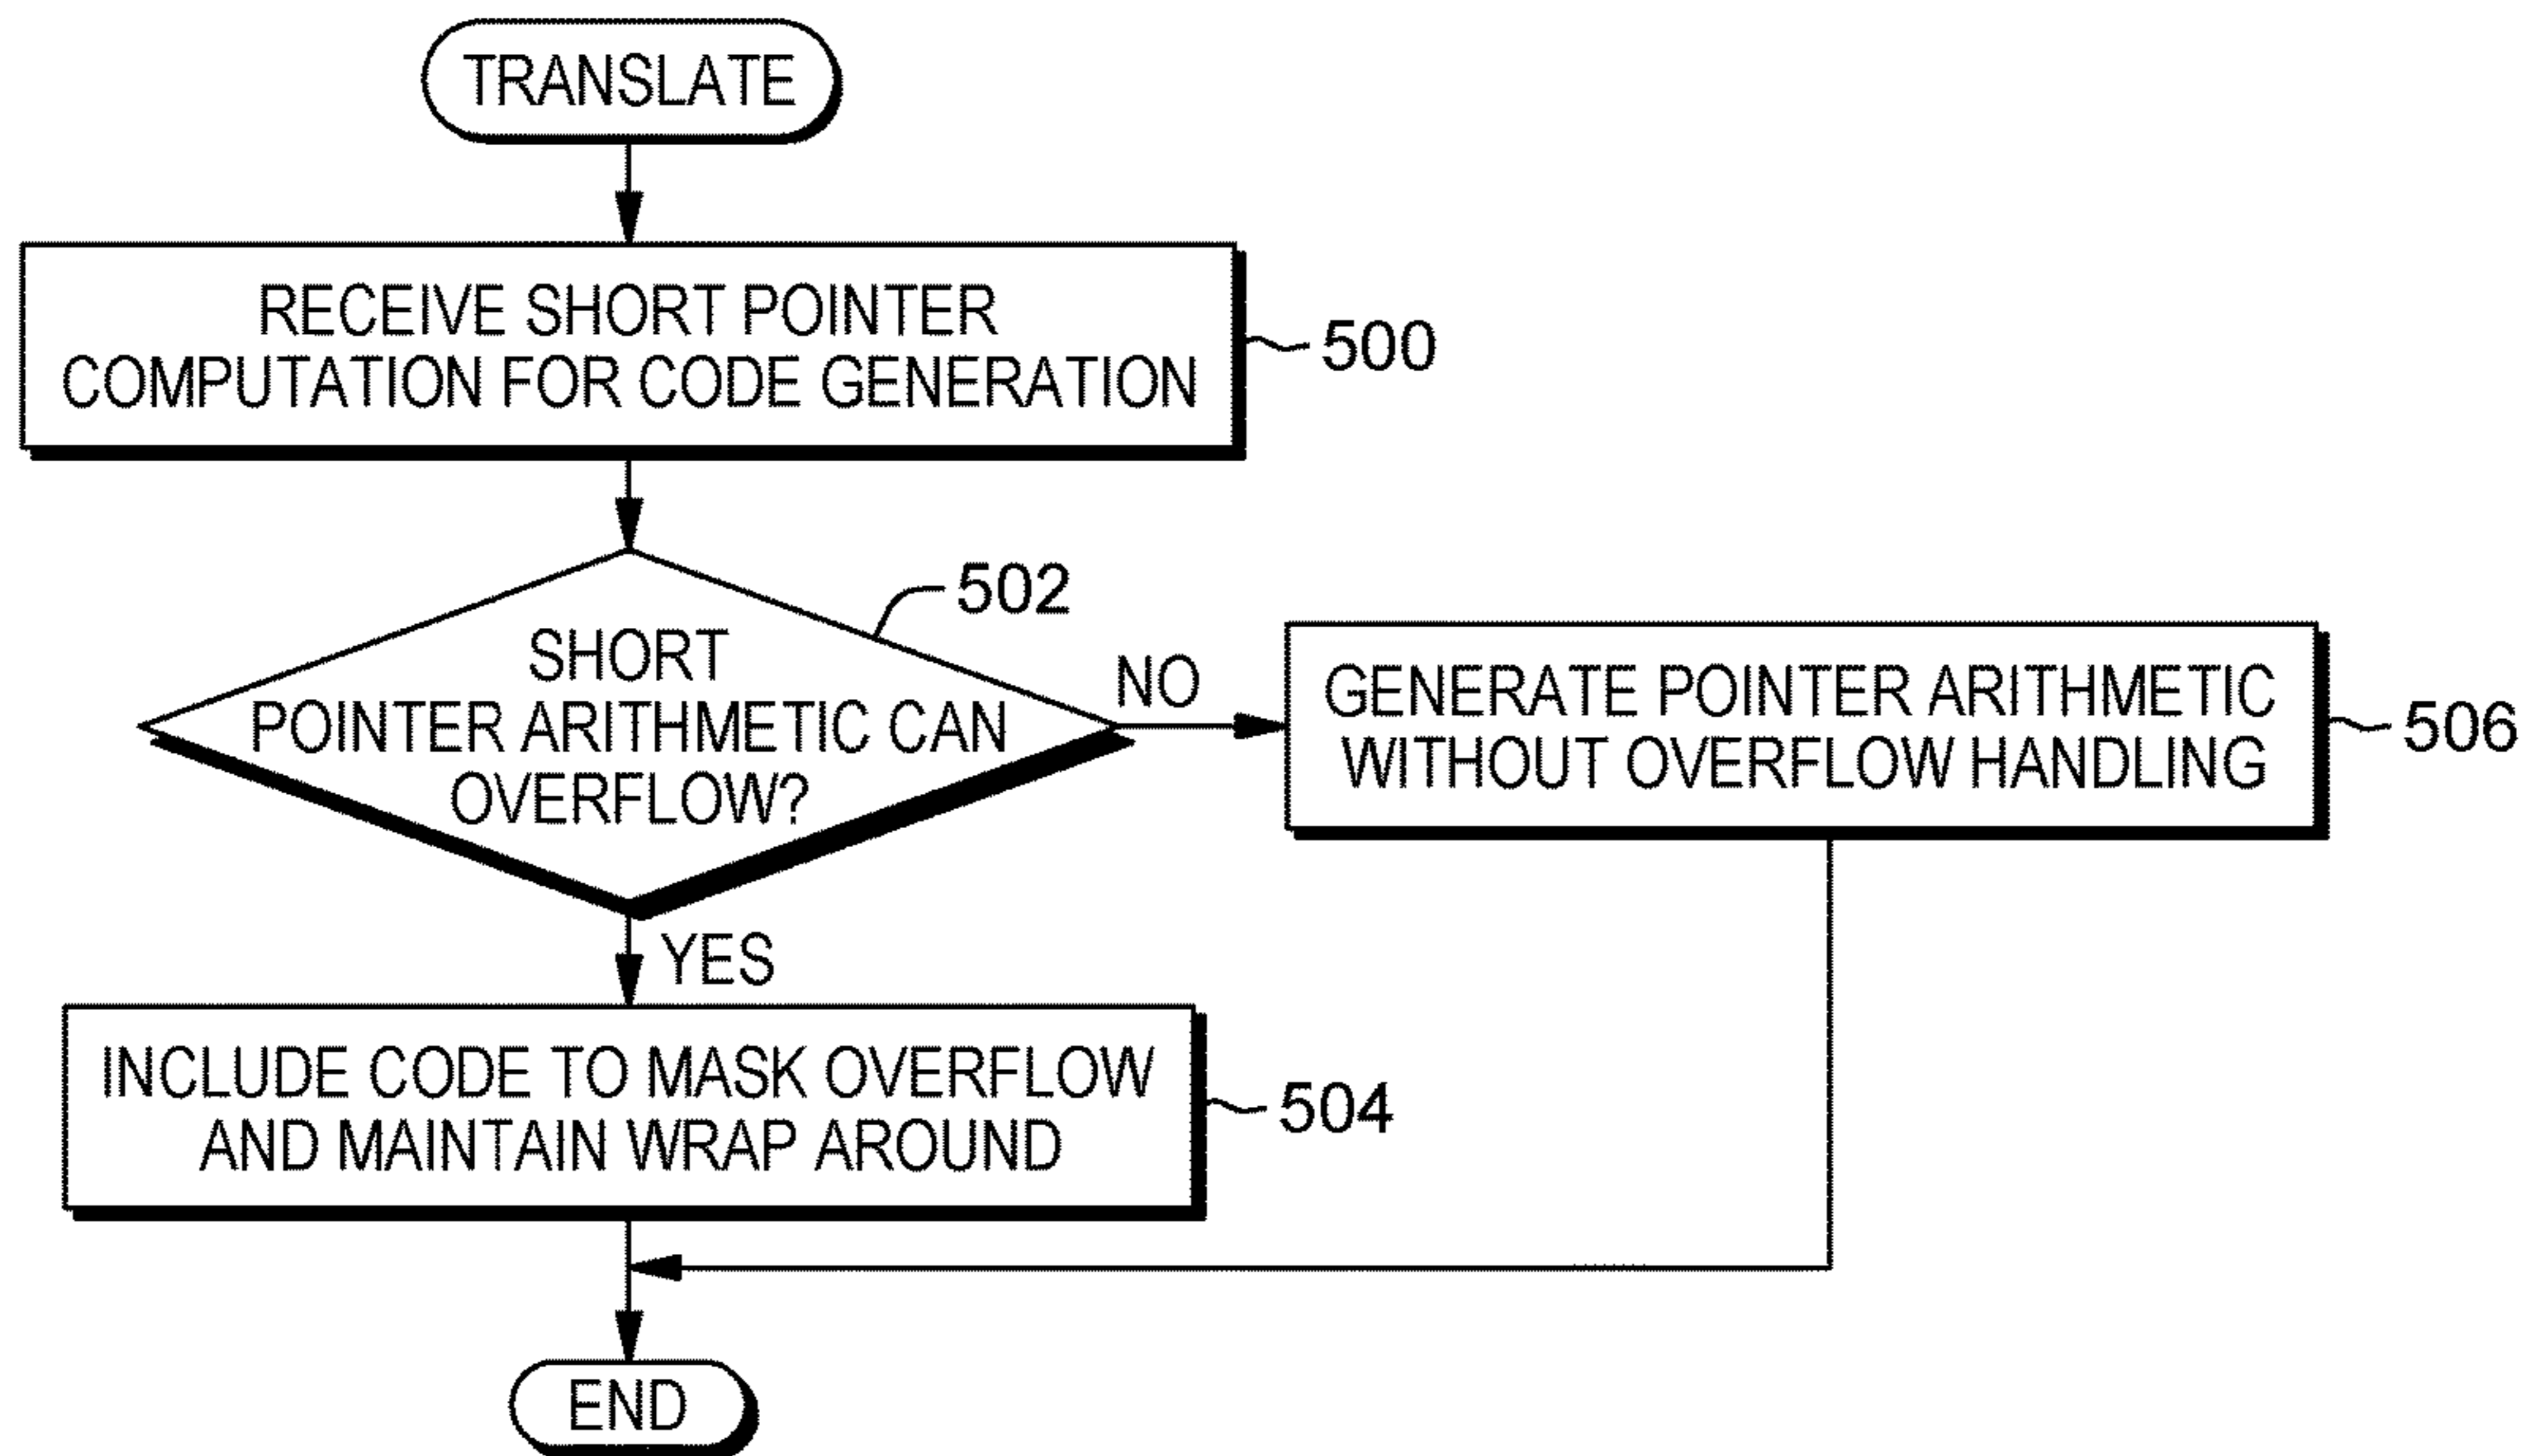 TRANSLATE
RECEIVE SHORT POINTER
COMPUTATION FOR CODE GENERATION
500
502
SHORT
POINTER ARITHMETIC CAN
OVERFLOW?
NO
GENERATE POINTER ARITHMETIC
WITHOUT OVERFLOW HANDLING
506
YES
INCLUDE CODE TO MASK OVERFLOW
AND MAINTAIN WRAP AROUND
504
END